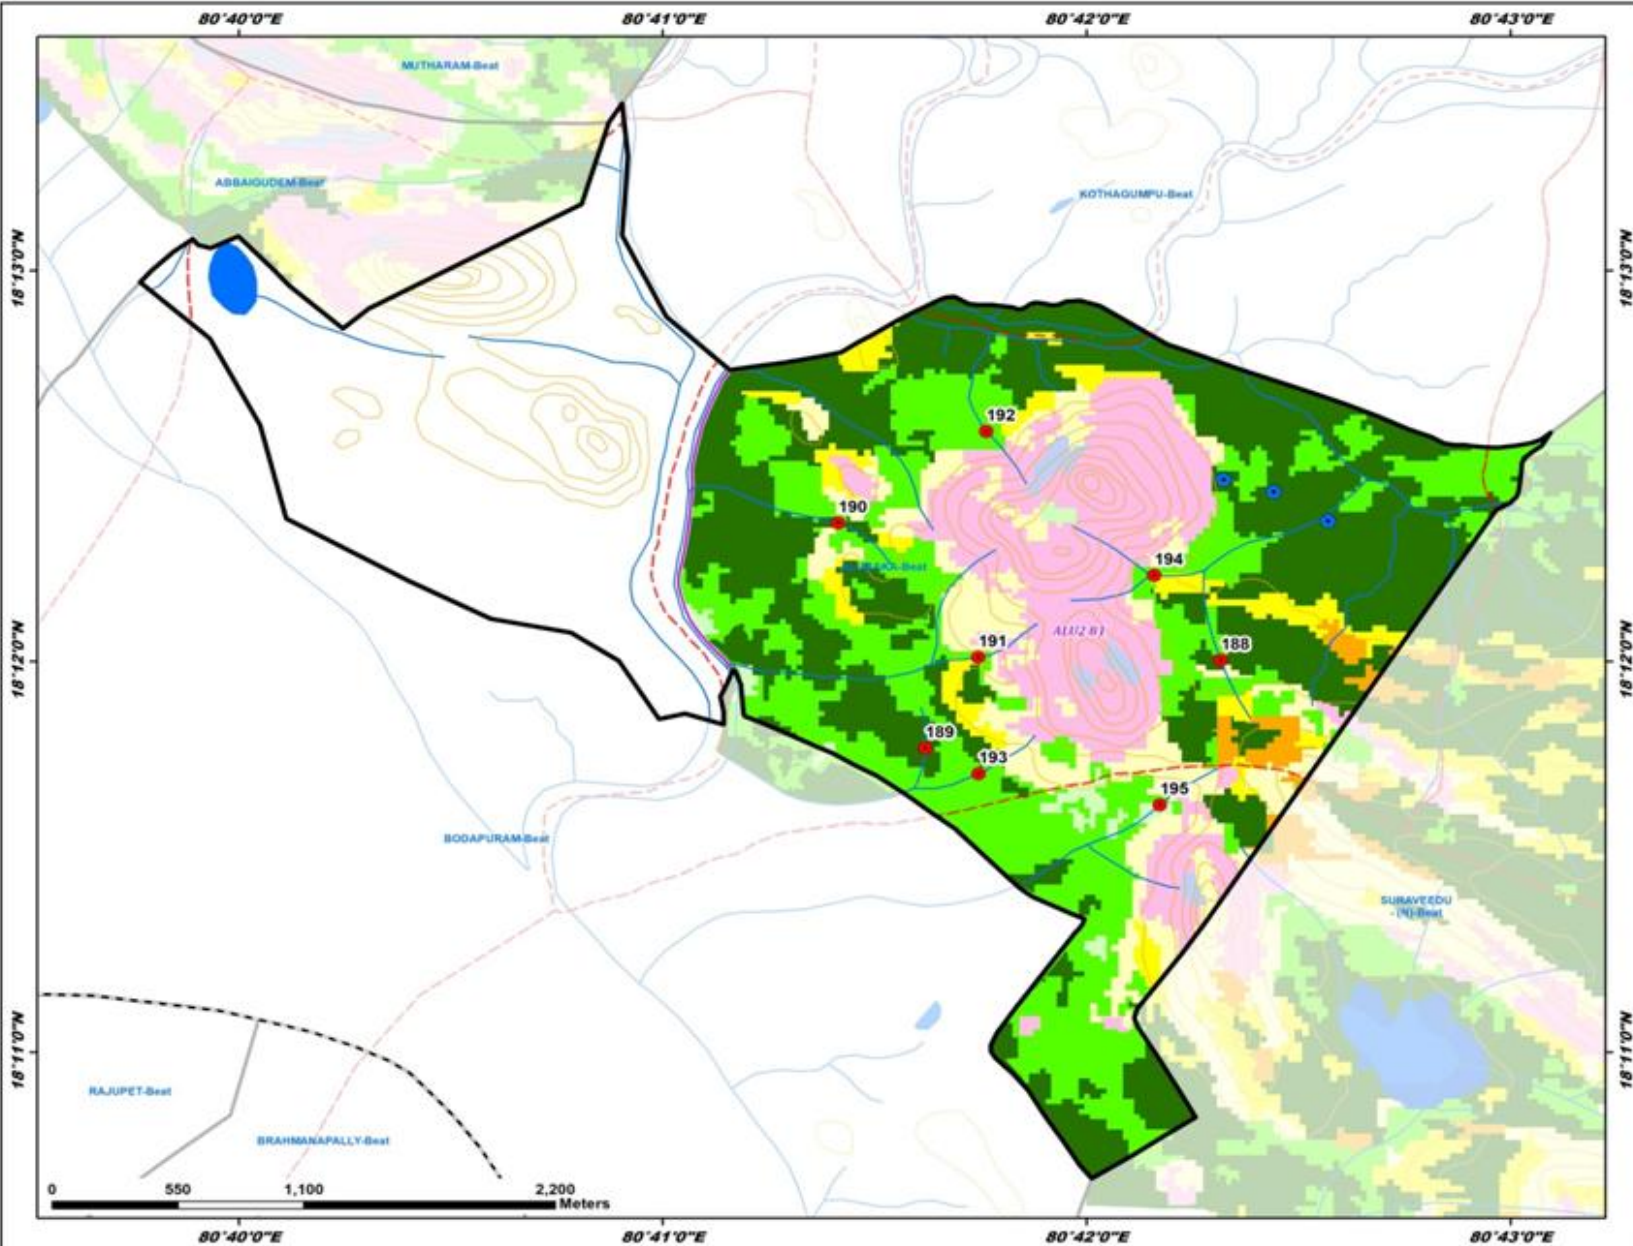 80°40'0"E 80°41'0"E 80°42'0"E 80°43'0"E
MUTHARAM-Beat
ABBAIGUDEM-Beat
KOTHAGUMPU-Beat
18°13'0"N 18°13'0"N
192
190
194
ALU2 B1
191
188
18°12'0"N 18°12'0"N
189
193
195
BODAPURAM-Beat
SURAVEEDU
- (N)-Beat
18°11'0"N 18°11'0"N
RAJUPET-Beat
BRAHMANAPALLY-Beat
0 550 1,100 2,200
Meters
80°40'0"E 80°41'0"E 80°42'0"E 80°43'0"E